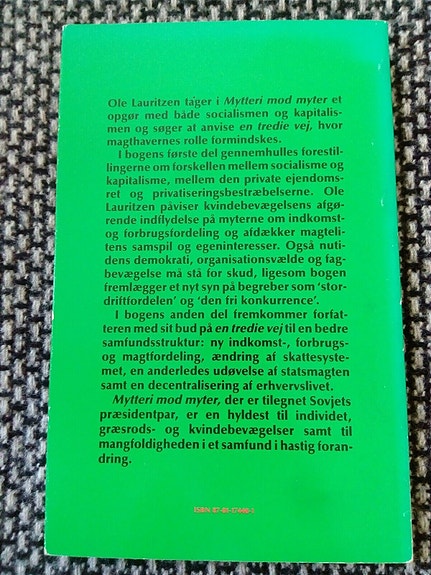 Ole Lauritzen tager i Mytteri mod myter et
opgør med både socialismen og kapitalis-
men og søger at anvise en tredie vej, hvor
magthavernes rolle formindskes.
I bogens første del gennemhulles forestil-
lingerne om forskellen mellem socialisme og
kapitalisme, mellem den private ejendoms-
ret og privatiseringsbestræbelserne. Ole
Lauritzen påviser kvindebevægelsens afgø-
rende indflydelse på myterne om indkomst-
og forbrugsfordeling og afdækker magteli-
tens samspil og egeninteresser. Også nuti-
dens demokrati, organisationsvælde og fag-
bevægelse må stå for skud, ligesom bogen
fremlægger et nyt syn på begreber som 'stor-
driftfordelen' og 'den fri konkurrence'.
I bogens anden del fremkommer forfat-
teren med sit bud på en tredie vej til en bedre
samfundsstruktur: ny indkomst-, forbrugs-
og magtfordeling, ændring af skattesyste-
met, en anderledes udøvelse af statsmagten
samt en decentralisering af erhvervslivet.
Mytteri mod myter, der er tilegnet Sovjets
præsidentpar, er en hyldest til individet,
græsrods- og kvindebevægelser samt til
mangfoldigheden i et samfund i hastig foran-
dring.
ISBN